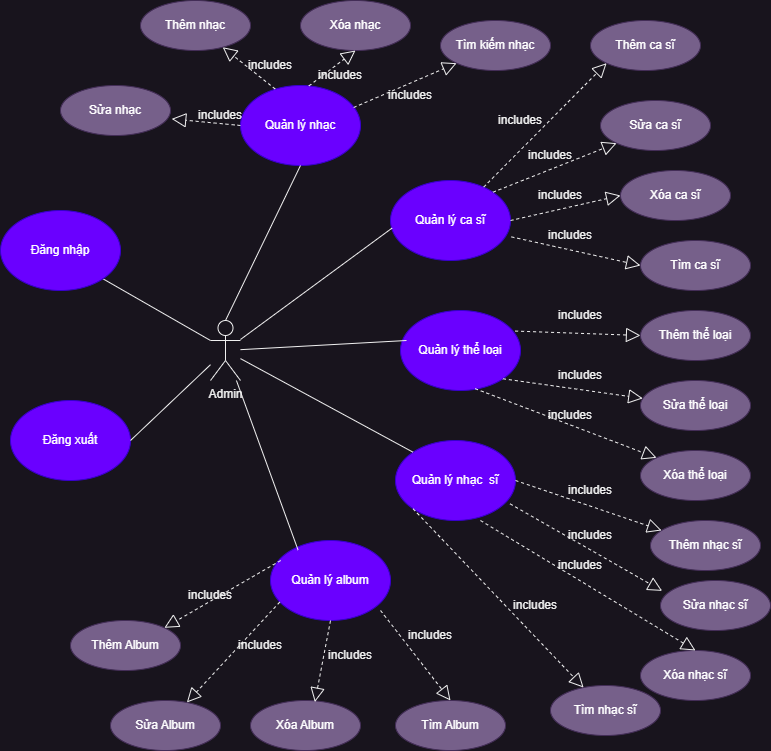 Thêm nhạc
Xóa nhạc
Tìm kiếm nhạc
Thêm ca sĩ
includes
includes
includes
Sửa nhạc
includes
Quản lý nhạc
includes
Sửa ca sĩ
includes
includes
Xóa ca sĩ
Quản lý ca sĩ
includes
Đăng nhập
Tìm ca sĩ
includes
Thêm thể loại
Quản lý thể loại
includes
Admin
Sửa thể loại
includes
Đăng xuất
Quản lý nhạc sĩ
Xóa thể loại
includes
includes
Thêm nhạc sĩ
includes
Quản lý album
includes
Sửa nhạc sĩ
includes
includes
Thêm Album
includes
includes
includes
Xóa nhạc sĩ
Sửa Album
Xóa Album
Tìm Album
Tìm nhạc sĩ